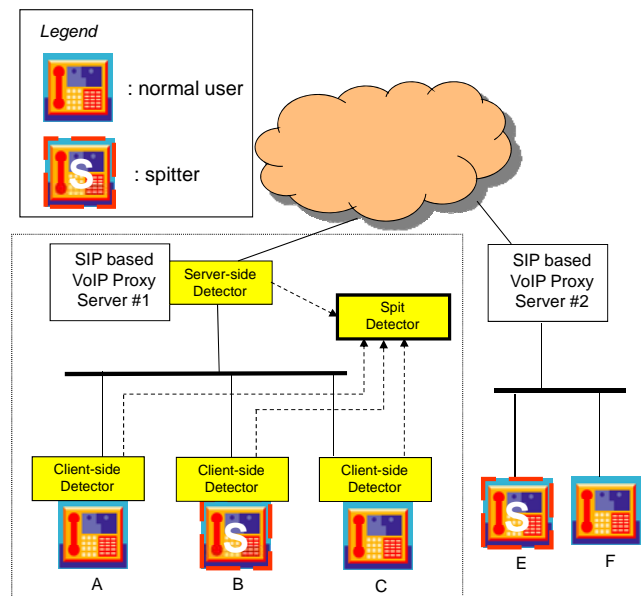 Legend
: normal user
S
: spitter
SIP based
VoIP Proxy
Server #1
Server-side
Detector
Spit
Detector
SIP based
VoIP Proxy
Server #2
Client-side
Detector
Client-side
Detector
Client-side
Detector
S
S
A
B
C
E
F